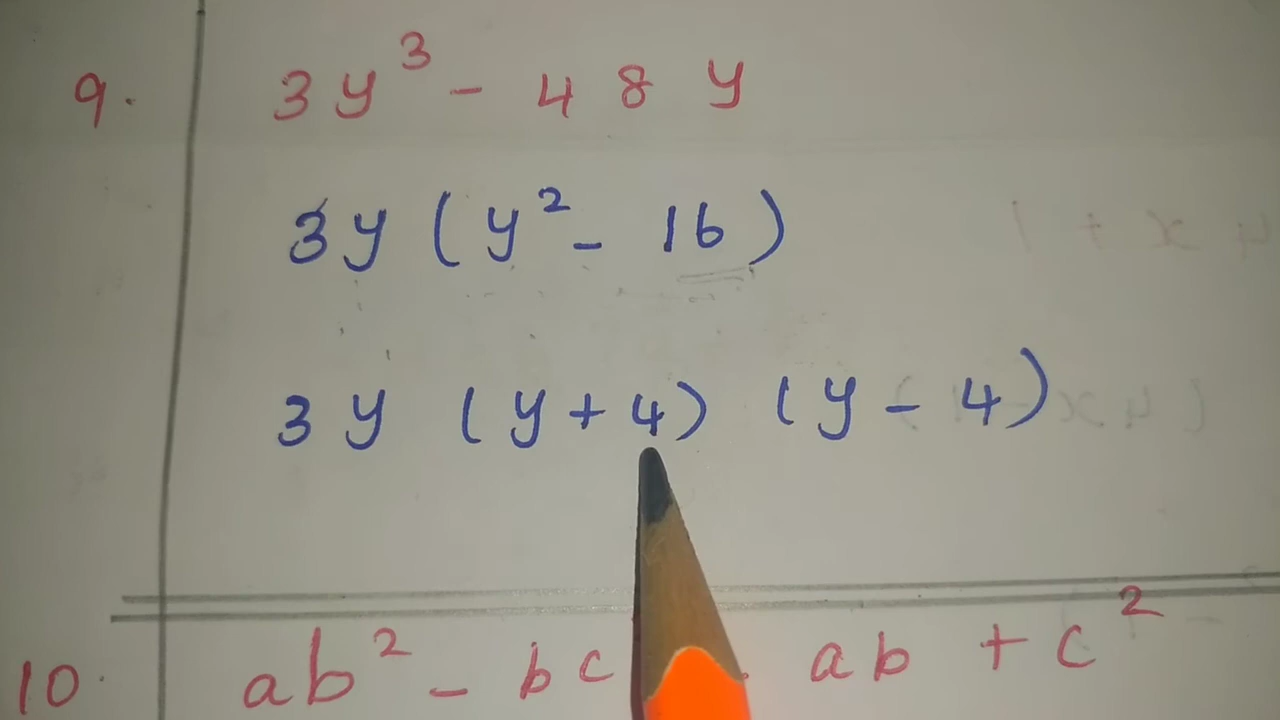 9. 3y³ - 48y
3y (y² - 16)
3y (y+4) (y-4)
10. ab² - bc ab + c²